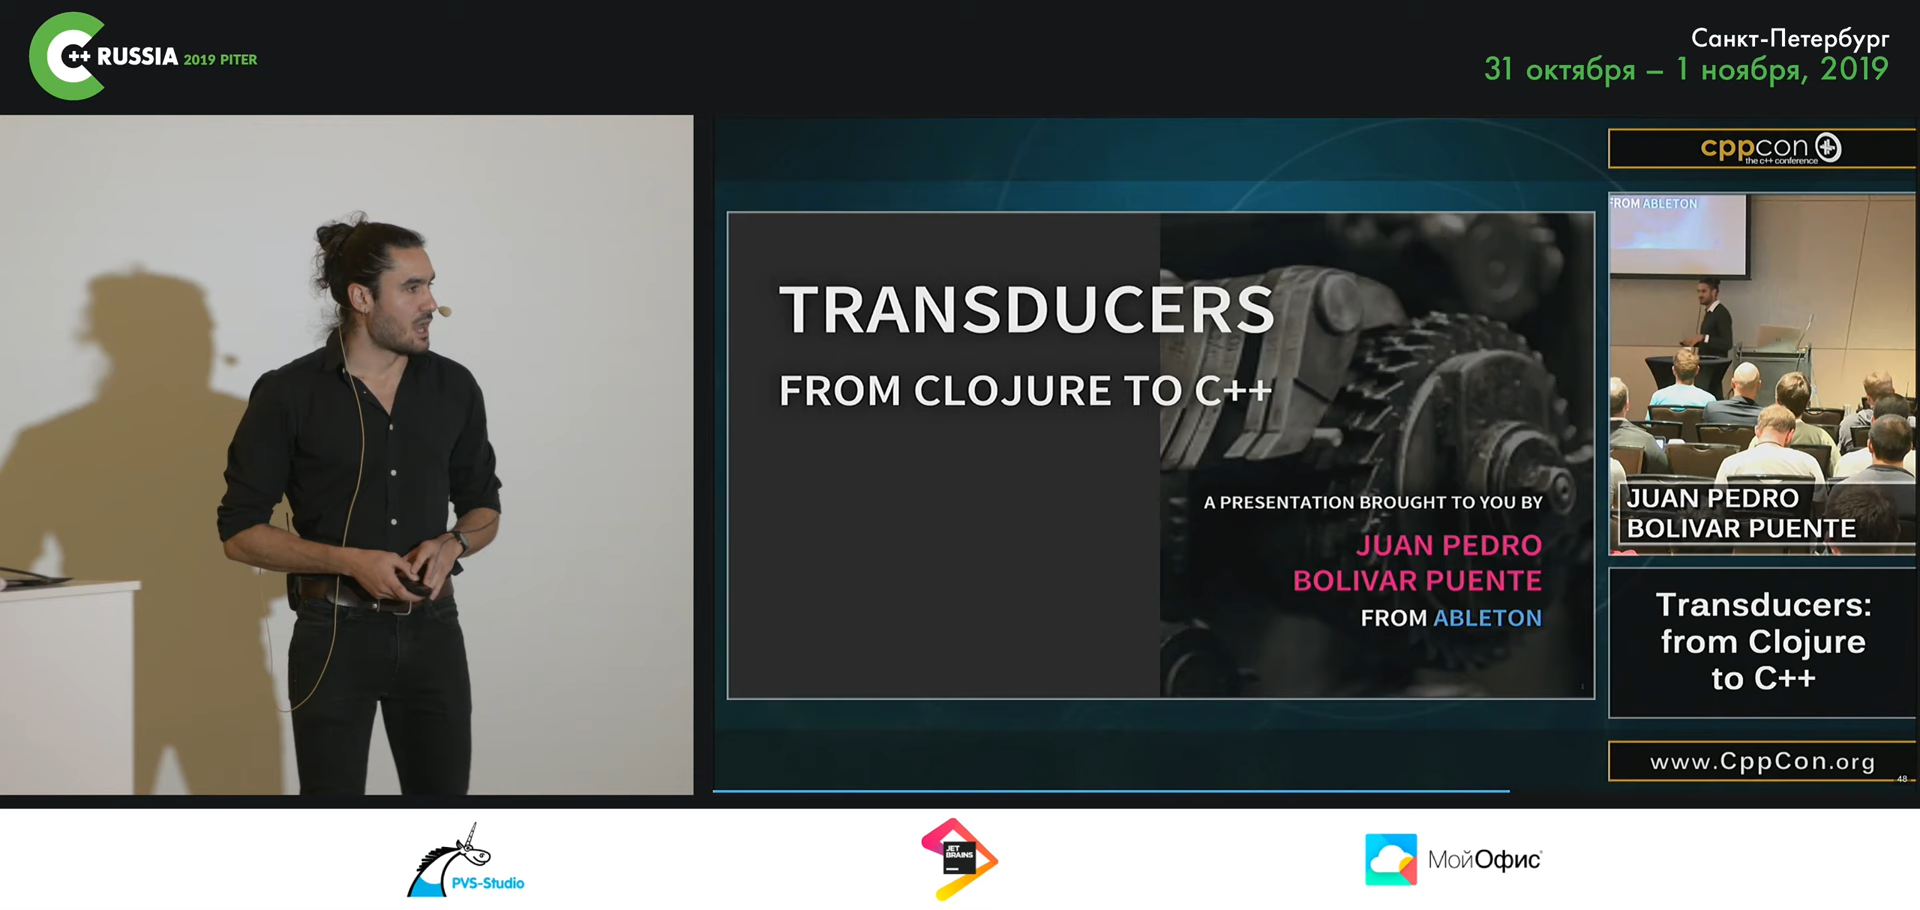 C++ RUSSIA 2019 PITER
Санкт-Петербург
31 октября – 1 ноября, 2019
TRANSDUCERS
FROM CLOJURE TO C++
A PRESENTATION BROUGHT TO YOU BY
JUAN PEDRO
BOLIVAR PUENTE
FROM ABLETON
1
cppcon
the c++ conference
FROM ABLETON
JUAN PEDRO
BOLIVAR PUENTE
Transducers:
from Clojure
to C++
www.CppCon.org
48
PVS-Studio
JET
BRAINS
МойОфис